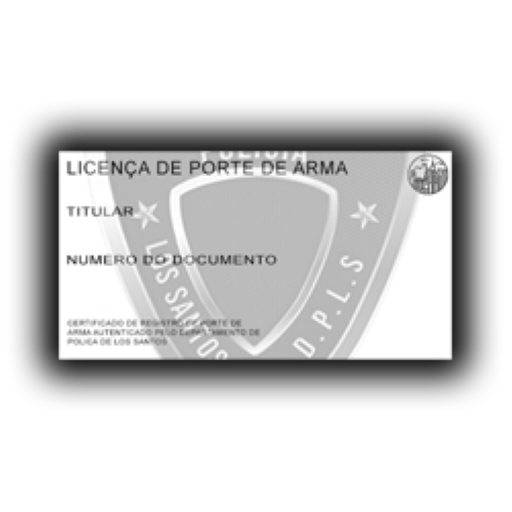 POLICIA
LICENÇA DE PORTE DE ARMA
TITULAR
NUMERO DO DOCUMENTO
LOS SANTOS
D.P.L.S
CERTIFICADO DE REGISTRO DE PORTE DE
ARMA AUTENTICADO PELO DEPARTAMENTO DE
POLICA DE LOS SANTOS